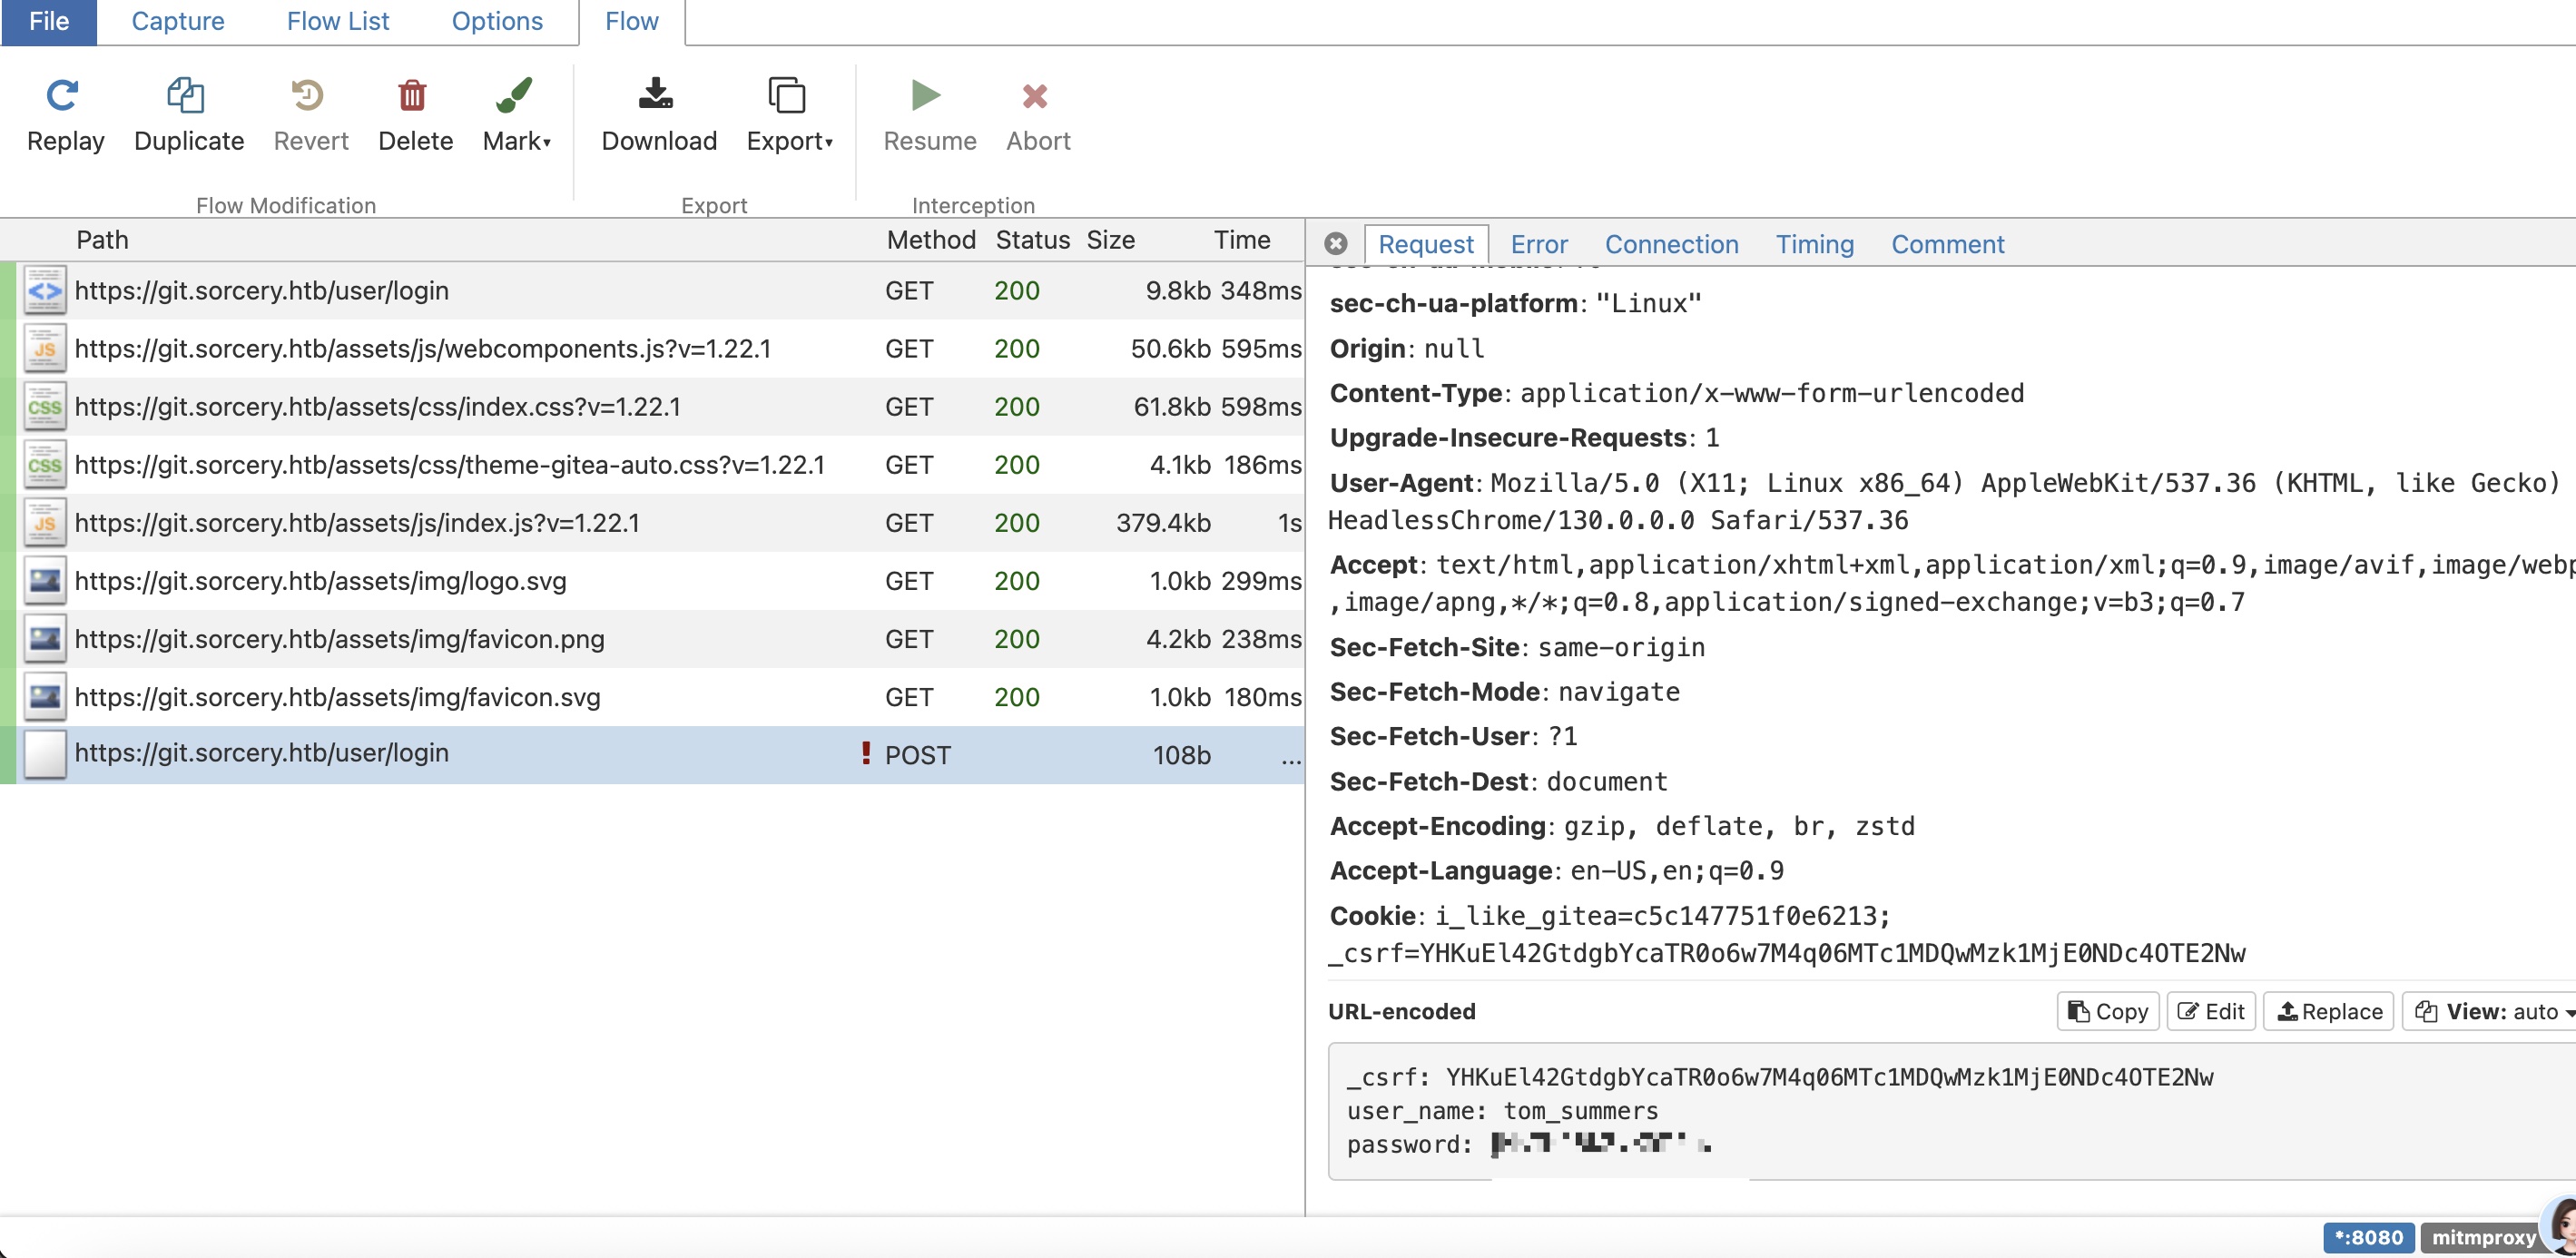 File Capture Flow List Options Flow
Replay Duplicate Revert Delete Mark▾ Download Export▾ Resume Abort
Flow Modification Export Interception
Path Method Status Size Time
https://git.sorcery.htb/user/login GET 200 9.8kb 348ms
https://git.sorcery.htb/assets/js/webcomponents.js?v=1.22.1 GET 200 50.6kb 595ms
https://git.sorcery.htb/assets/css/index.css?v=1.22.1 GET 200 61.8kb 598ms
https://git.sorcery.htb/assets/css/theme-gitea-auto.css?v=1.22.1 GET 200 4.1kb 186ms
https://git.sorcery.htb/assets/js/index.js?v=1.22.1 GET 200 379.4kb 1s
https://git.sorcery.htb/assets/img/logo.svg GET 200 1.0kb 299ms
https://git.sorcery.htb/assets/img/favicon.png GET 200 4.2kb 238ms
https://git.sorcery.htb/assets/img/favicon.svg GET 200 1.0kb 180ms
https://git.sorcery.htb/user/login ! POST 108b ...
Request Error Connection Timing Comment
sec-ch-ua-platform: "Linux"
Origin: null
Content-Type: application/x-www-form-urlencoded
Upgrade-Insecure-Requests: 1
User-Agent: Mozilla/5.0 (X11; Linux x86_64) AppleWebKit/537.36 (KHTML, like Gecko)
HeadlessChrome/130.0.0.0 Safari/537.36
Accept: text/html,application/xhtml+xml,application/xml;q=0.9,image/avif,image/webp
,image/apng,*/*;q=0.8,application/signed-exchange;v=b3;q=0.7
Sec-Fetch-Site: same-origin
Sec-Fetch-Mode: navigate
Sec-Fetch-User: ?1
Sec-Fetch-Dest: document
Accept-Encoding: gzip, deflate, br, zstd
Accept-Language: en-US,en;q=0.9
Cookie: i_like_gitea=c5c147751f0e6213;
_csrf=YHKuEl42GtdgbYcaTR0o6w7M4q06MTc1MDQwMzk1MjE0NDc4OTE2Nw
URL-encoded Copy Edit Replace View: auto
_csrf: YHKuEl42GtdgbYcaTR0o6w7M4q06MTc1MDQwMzk1MjE0NDc4OTE2Nw
user_name: tom_summers
password:
*:8080 mitmproxy